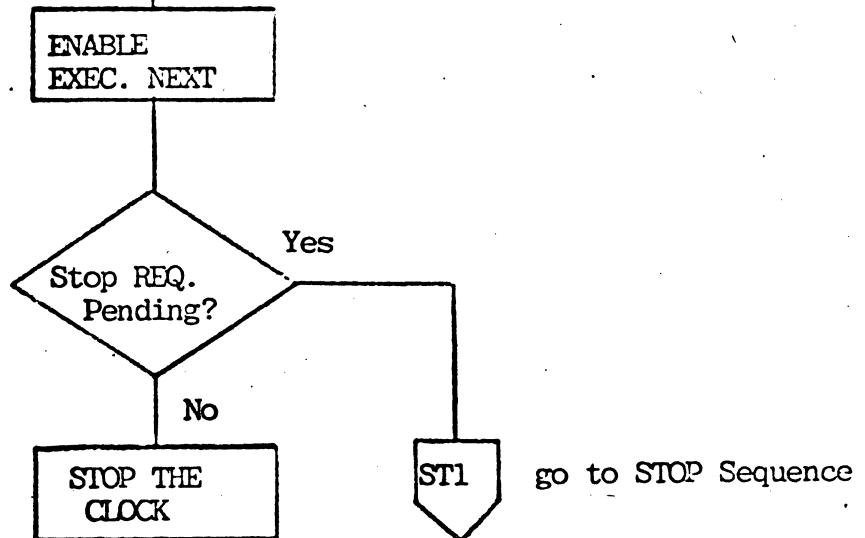 ENABLE
EXEC. NEXT
Yes
Stop REQ.
Pending?
No
STOP THE
CLOCK
ST1
go to STOP Sequence